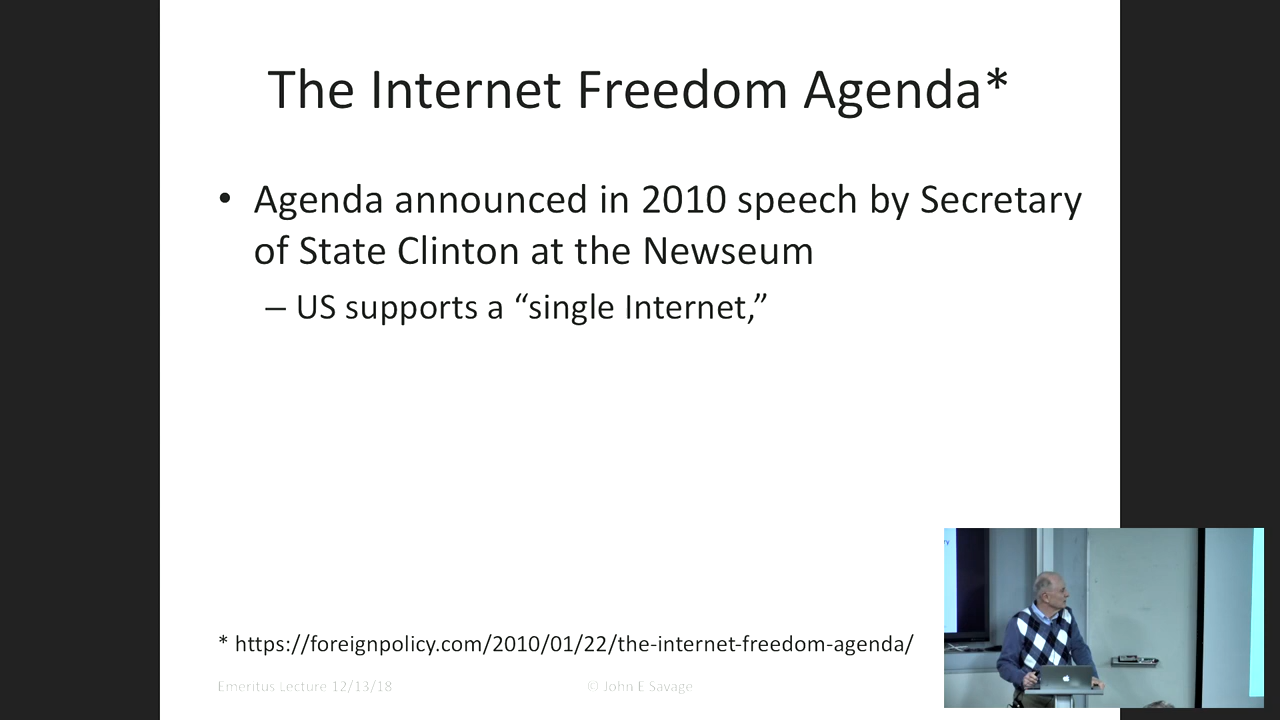 The Internet Freedom Agenda*
• Agenda announced in 2010 speech by Secretary
of State Clinton at the Newseum
– US supports a “single Internet,”
* https://foreignpolicy.com/2010/01/22/the-internet-freedom-agenda/
Emeritus Lecture 12/13/18
© John E Savage